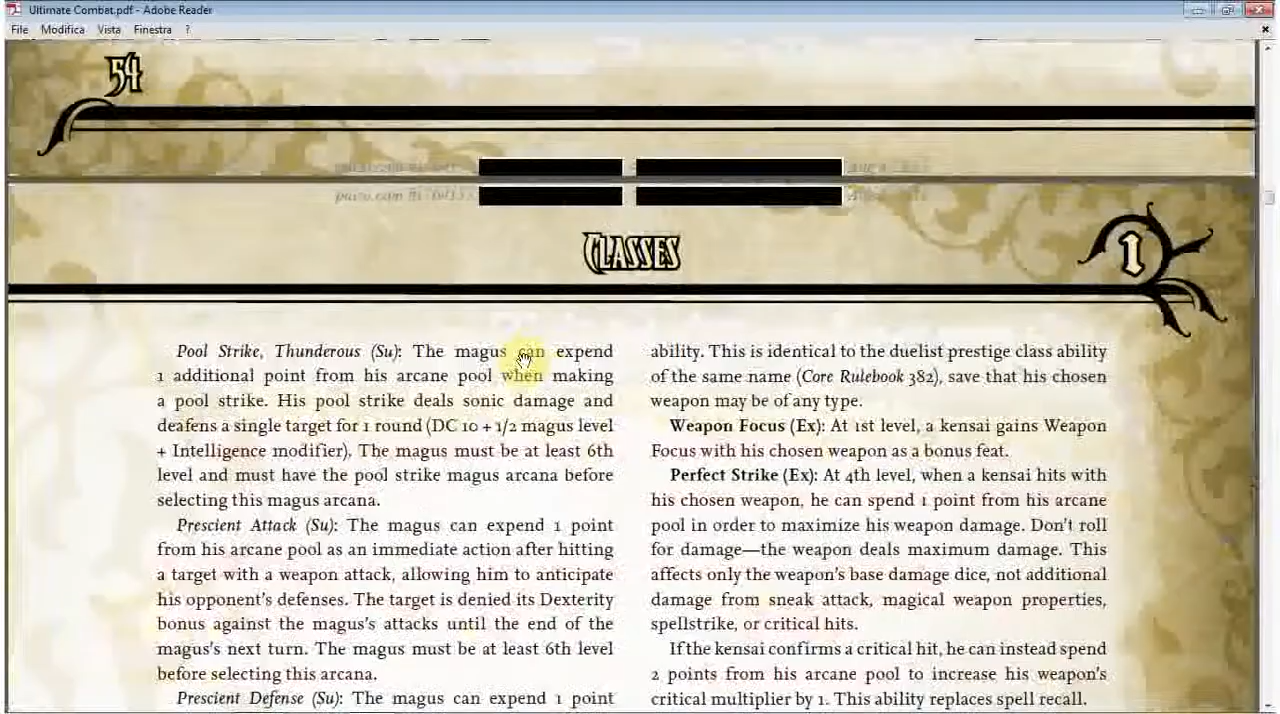 Ultimate Combat.pdf - Adobe Reader
File Modifica Vista Finestra ?
54
CLASSES
1
Pool Strike, Thunderous (Su): The magus can expend
1 additional point from his arcane pool when making
a pool strike. His pool strike deals sonic damage and
deafens a single target for 1 round (DC 10 + 1/2 magus level
+ Intelligence modifier). The magus must be at least 6th
level and must have the pool strike magus arcana before
selecting this magus arcana.
Prescient Attack (Su): The magus can expend 1 point
from his arcane pool as an immediate action after hitting
a target with a weapon attack, allowing him to anticipate
his opponent's defenses. The target is denied its Dexterity
bonus against the magus's attacks until the end of the
magus's next turn. The magus must be at least 6th level
before selecting this arcana.
Prescient Defense (Su): The magus can expend 1 point
ability. This is identical to the duelist prestige class ability
of the same name (Core Rulebook 382), save that his chosen
weapon may be of any type.
Weapon Focus (Ex): At 1st level, a kensai gains Weapon
Focus with his chosen weapon as a bonus feat.
Perfect Strike (Ex): At 4th level, when a kensai hits with
his chosen weapon, he can spend 1 point from his arcane
pool in order to maximize his weapon damage. Don't roll
for damage—the weapon deals maximum damage. This
affects only the weapon's base damage dice, not additional
damage from sneak attack, magical weapon properties,
spellstrike, or critical hits.
If the kensai confirms a critical hit, he can instead spend
2 points from his arcane pool to increase his weapon's
critical multiplier by 1. This ability replaces spell recall.